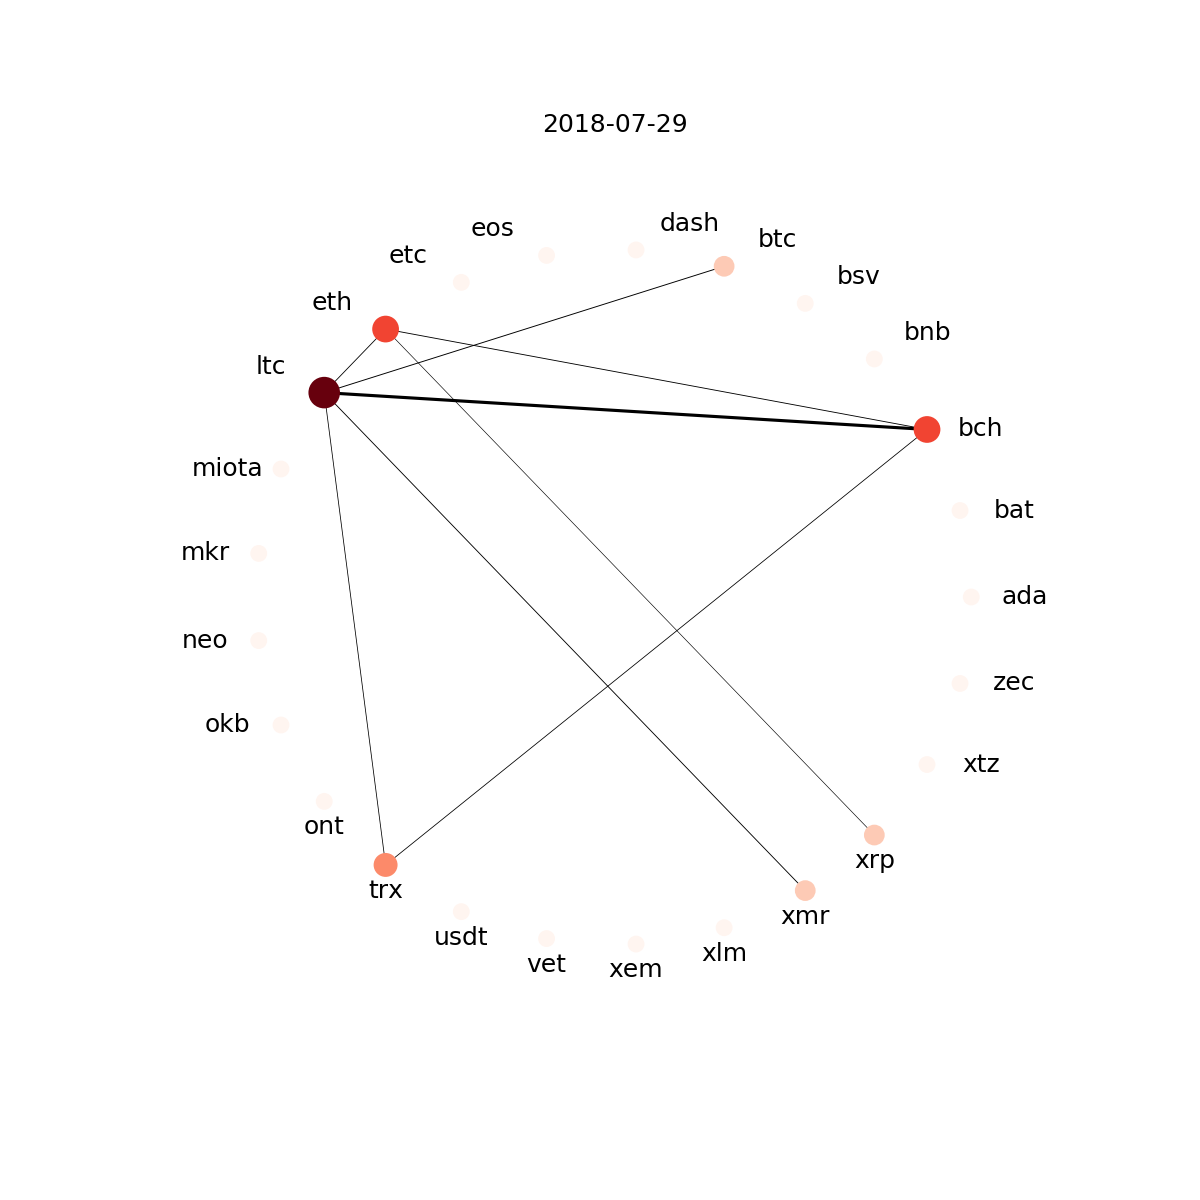 2018-07-29
dash
eos
btc
etc
bsv
eth
bnb
ltc
bch
miota
bat
mkr
ada
neo
zec
okb
xtz
ont
xrp
trx
xmr
usdt
xlm
vet
xem